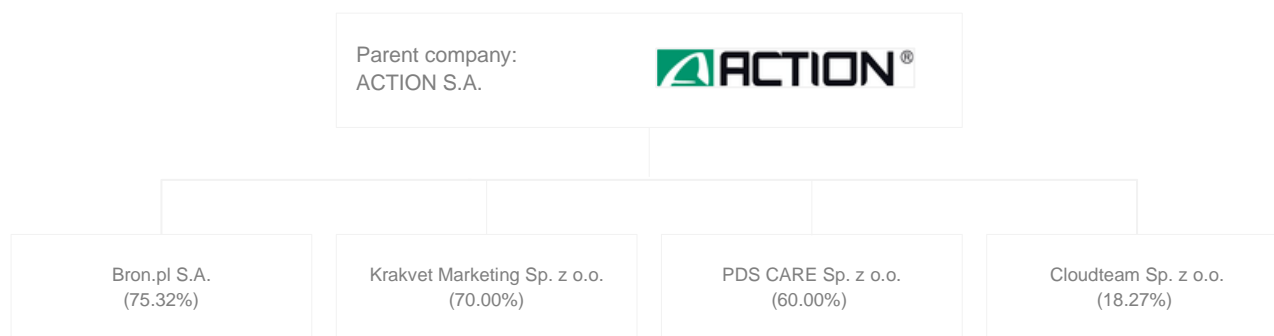 Parent company:
ACTION S.A.
ACTION®
Bron.pl S.A.
(75.32%)
Krakvet Marketing Sp. z o.o.
(70.00%)
PDS CARE Sp. z o.o.
(60.00%)
Cloudteam Sp. z o.o.
(18.27%)